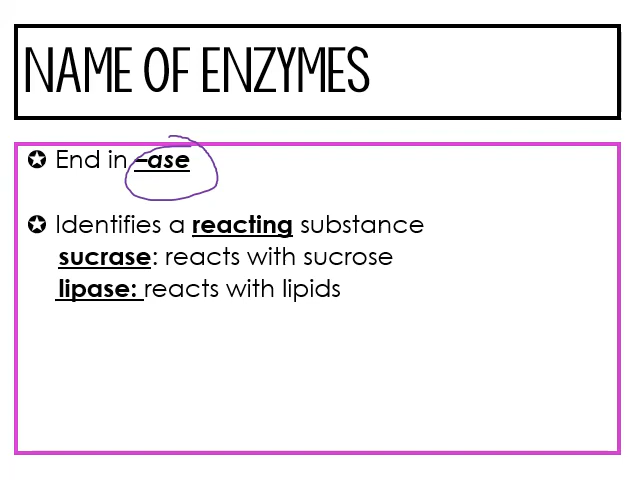 NAME OF ENZYMES
✪ End in –ase
✪ Identifies a reacting substance
sucrase: reacts with sucrose
lipase: reacts with lipids